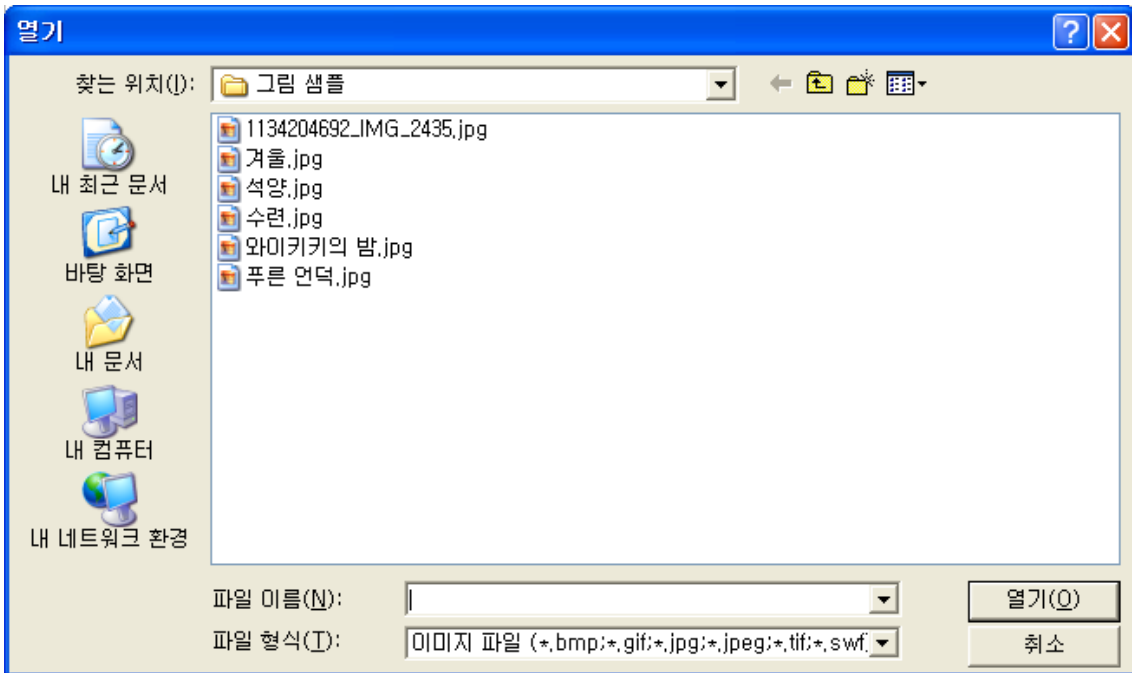 열기
찾는 위치(I): 그림 샘플
1134204692_IMG_2435.jpg
겨울.jpg
석양.jpg
수련.jpg
와이키키의 밤.jpg
푸른 언덕.jpg
내 최근 문서
바탕 화면
내 문서
내 컴퓨터
내 네트워크 환경
파일 이름(N): 열기(O)
파일 형식(T): 이미지 파일 (*.bmp;*.gif;*.jpg;*.jpeg;*.tif;*.swf 취소